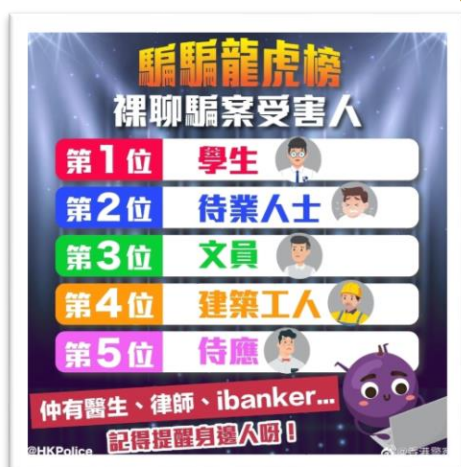 騙騙龍虎榜
裸聊騙案受害人
第1位 學生
第2位 待業人士
第3位 文員
第4位 建築工人
第5位 侍應
仲有醫生、律師、ibanker...
記得提醒身邊人呀！
@HKPolice